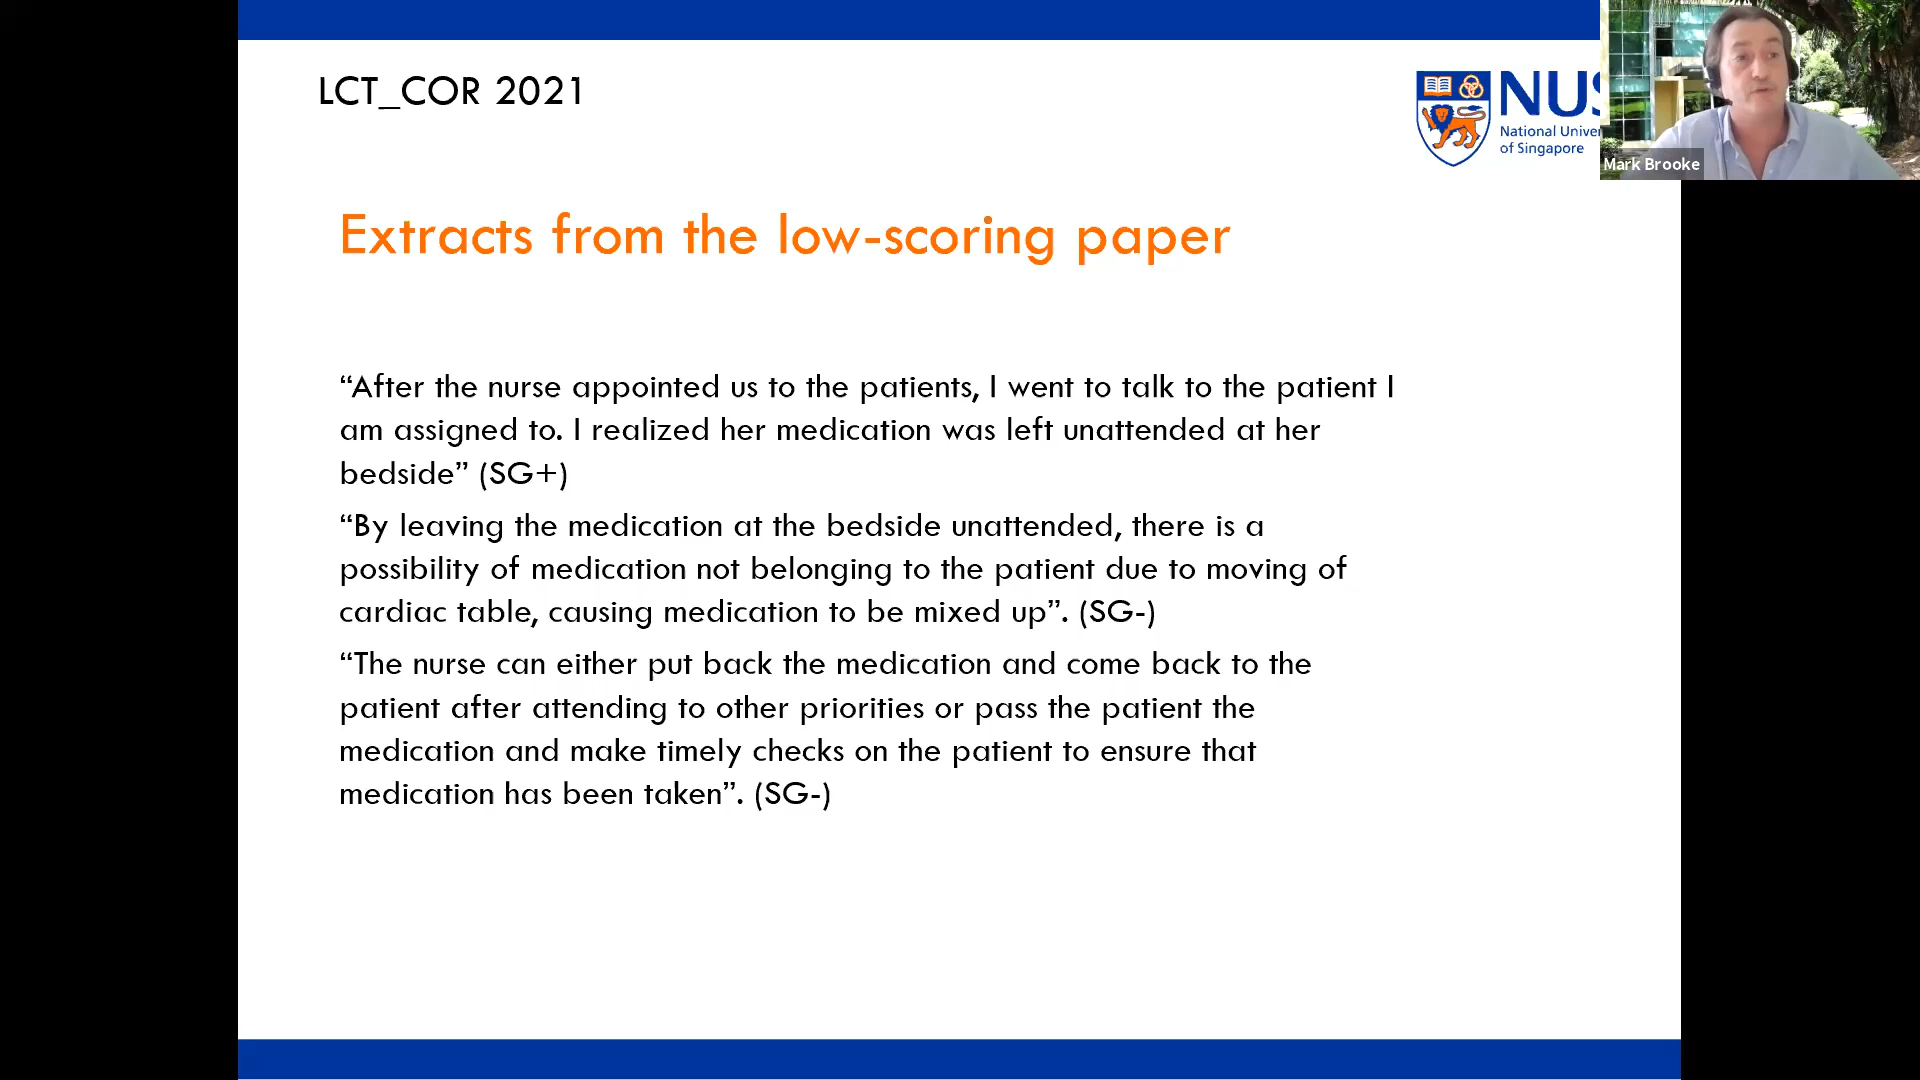 LCT_COR 2021
NUS
National Univer
of Singapore
Mark Brooke
Extracts from the low-scoring paper
“After the nurse appointed us to the patients, I went to talk to the patient I
am assigned to. I realized her medication was left unattended at her
bedside” (SG+)
“By leaving the medication at the bedside unattended, there is a
possibility of medication not belonging to the patient due to moving of
cardiac table, causing medication to be mixed up”. (SG-)
“The nurse can either put back the medication and come back to the
patient after attending to other priorities or pass the patient the
medication and make timely checks on the patient to ensure that
medication has been taken”. (SG-)